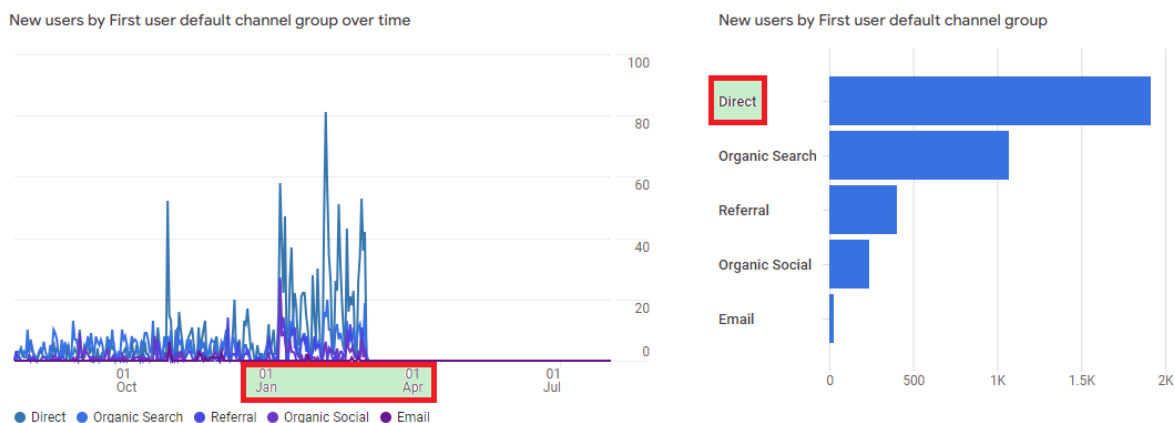 New users by First user default channel group over time
100
80
60
40
20
0
01
Oct
01
Jan
01
Apr
01
Jul
Direct
Organic Search
Referral
Organic Social
Email
New users by First user default channel group
Direct
Organic Search
Referral
Organic Social
Email
0
500
1K
1.5K
2K